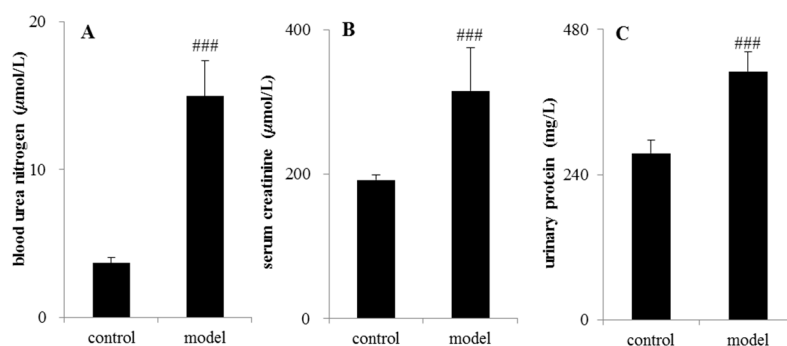 A
blood urea nitrogen (μmol/L)
20
10
0
###
control
model
B
serum creatinine (μmol/L)
400
200
0
###
control
model
C
urinary protein (mg/L)
480
240
0
###
control
model